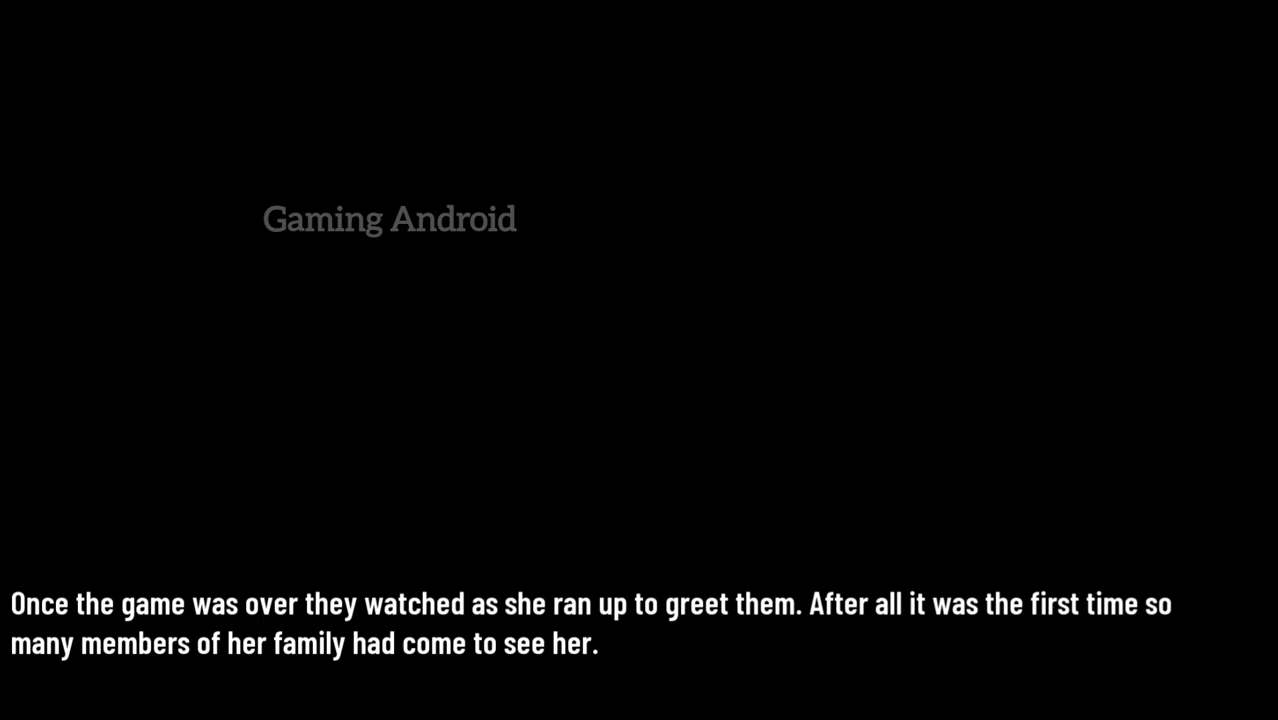 Gaming Android
Once the game was over they watched as she ran up to greet them. After all it was the first time so
many members of her family had come to see her.